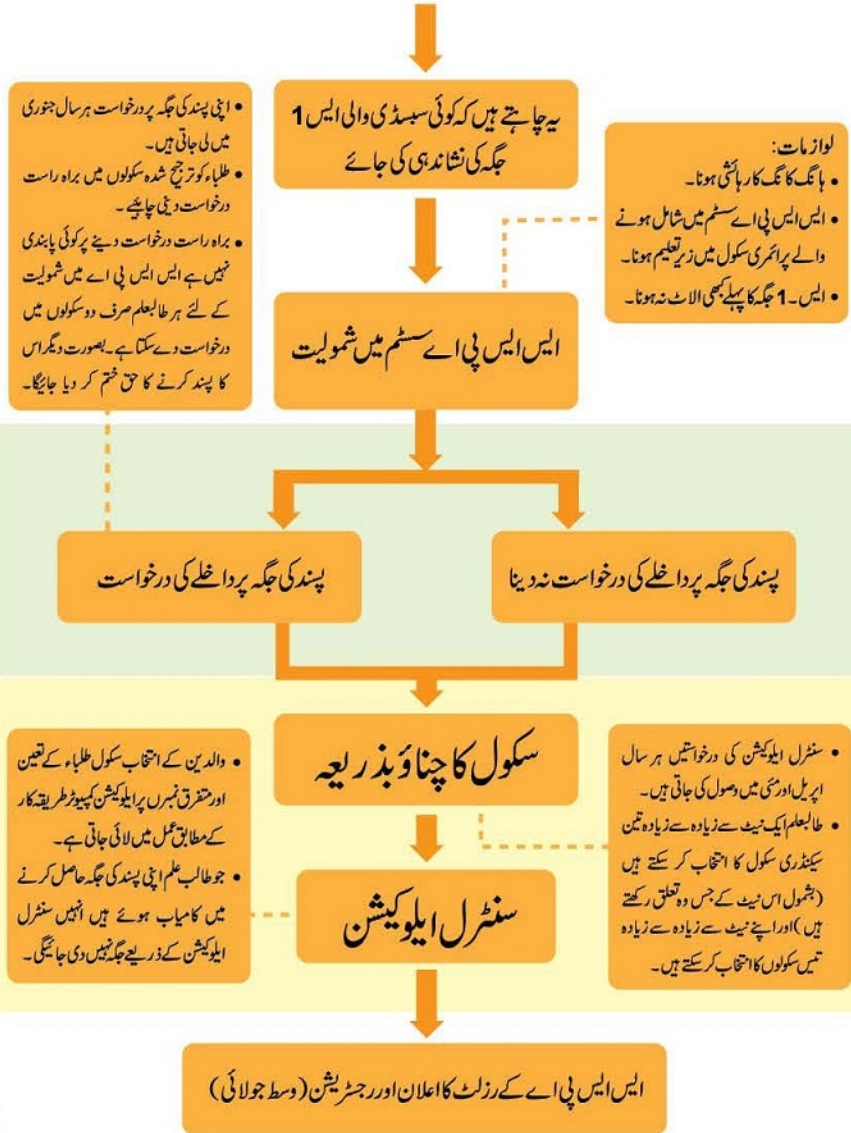 یہ چاہتے ہیں کہ کوئی سبسڈی والی ایس 1
جگہ کی نشاندہی کی جائے
لوازمات:
• ہانگ کانگ کا رہائشی ہونا۔
• ایس ایس پی اے سسٹم میں شامل ہونے
والے پرائمری سکول میں زیرِ تعلیم ہونا۔
• ایس۔1 جگہ کا پہلے کبھی الاٹ نہ ہونا۔
ایس ایس پی اے سسٹم میں شمولیت
• اپنی پسند کی جگہ پر درخواست ہر سال جنوری
میں لی جاتی ہیں۔
• طلباء کو ترجیح شدہ سکولوں میں براہ راست
درخواست دینی چاہئیے۔
• براہ راست درخواست دینے پر کوئی پابندی
نہیں ہے ایس ایس پی اے میں شمولیت
کے لئے ہر طالبعلم صرف دو سکولوں میں
درخواست دے سکتا ہے۔ بصورت دیگر اس
کا پسند کرنے کا حق ختم کر دیا جائیگا۔
پسند کی جگہ پر داخلے کی درخواست نہ دینا
پسند کی جگہ پر داخلے کی درخواست
سکول کا چناؤ بذریعہ
• سنٹرل ایلوکیشن کی درخواستیں ہر سال
اپریل اور مئی میں وصول کی جاتی ہیں۔
• طالبعلم ایک نیٹ سے زیادہ سے زیادہ تین
سیکنڈری سکول کا انتخاب کر سکتے ہیں
(بشمول اس نیٹ کے جس وہ تعلق رکھتے
ہیں) اور اپنے نیٹ سے زیادہ سے زیادہ
تیس سکولوں کا انتخاب کر سکتے ہیں۔
سنٹرل ایلوکیشن
• والدین کے انتخاب سکول طلباء کے تعین
اور متفرق نمبرں پر ایلوکیشن کمپیوٹر طریقہ کار
کے مطابق عمل میں لائی جاتی ہے۔
• جو طالب علم اپنی پسند کی جگہ حاصل کرنے
میں کامیاب ہوئے ہیں انہیں سنٹرل
ایلوکیشن کے ذریعے جگہ نہیں دی جائیگی۔
ایس ایس پی اے کے رزلٹ کا اعلان اور رجسٹریشن (وسط جولائی)